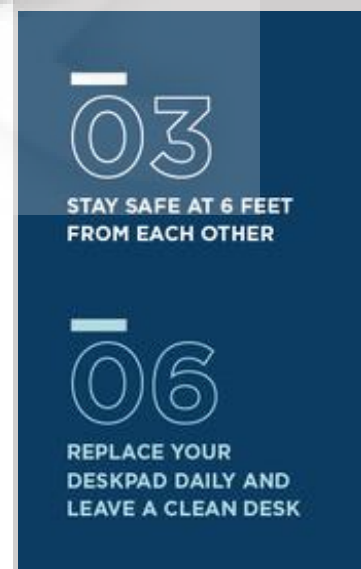 03
STAY SAFE AT 6 FEET
FROM EACH OTHER
06
REPLACE YOUR
DESKPAD DAILY AND
LEAVE A CLEAN DESK